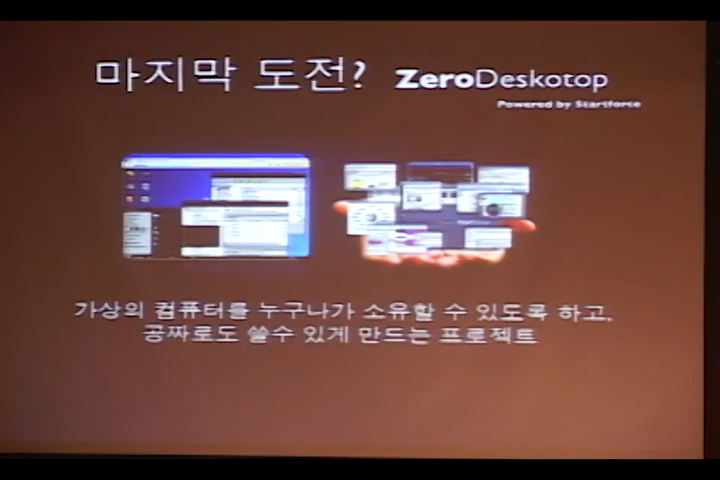 마지막 도전?
ZeroDeskotop
Powered by Startforce
가상의 컴퓨터를 누구나가 소유할 수 있도록 하고,
공짜로도 쓸수 있게 만드는 프로젝트